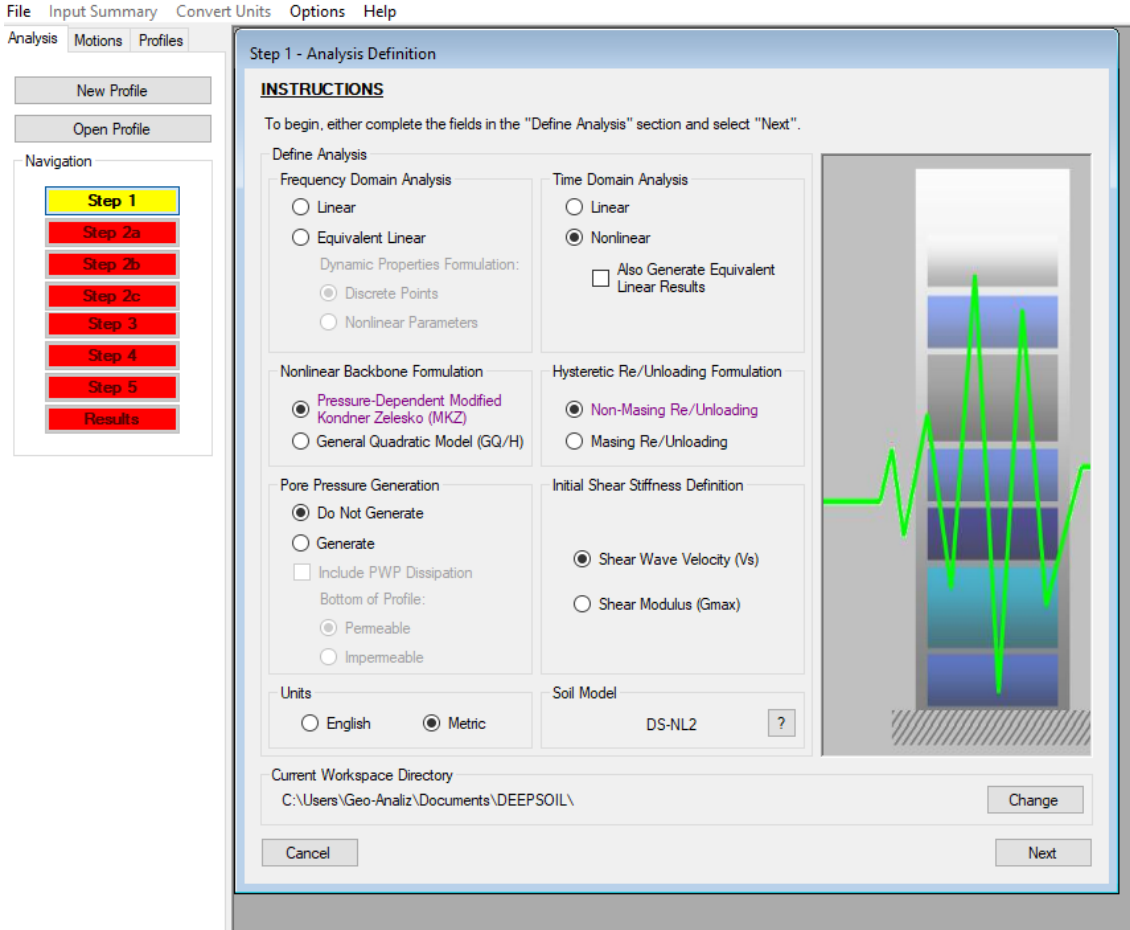 File Input Summary Convert Units Options Help
Analysis Motions Profiles
New Profile
Open Profile
Navigation
Step 1
Step 2a
Step 2b
Step 2c
Step 3
Step 4
Step 5
Results
Step 1 - Analysis Definition
INSTRUCTIONS
To begin, either complete the fields in the "Define Analysis" section and select "Next".
Define Analysis
Frequency Domain Analysis
Linear
Equivalent Linear
Dynamic Properties Formulation:
Discrete Points
Nonlinear Parameters
Time Domain Analysis
Linear
Nonlinear
Also Generate Equivalent
Linear Results
Nonlinear Backbone Formulation
Pressure-Dependent Modified
Kondner Zelesko (MKZ)
General Quadratic Model (GQ/H)
Hysteretic Re/Unloading Formulation
Non-Masing Re/Unloading
Masing Re/Unloading
Pore Pressure Generation
Do Not Generate
Generate
Include PWP Dissipation
Bottom of Profile:
Permeable
Impermeable
Initial Shear Stiffness Definition
Shear Wave Velocity (Vs)
Shear Modulus (Gmax)
Units
English Metric
Soil Model
DS-NL2 ?
Current Workspace Directory
C:\Users\Geo-Analiz\Documents\DEEPSOIL\
Change
Cancel
Next